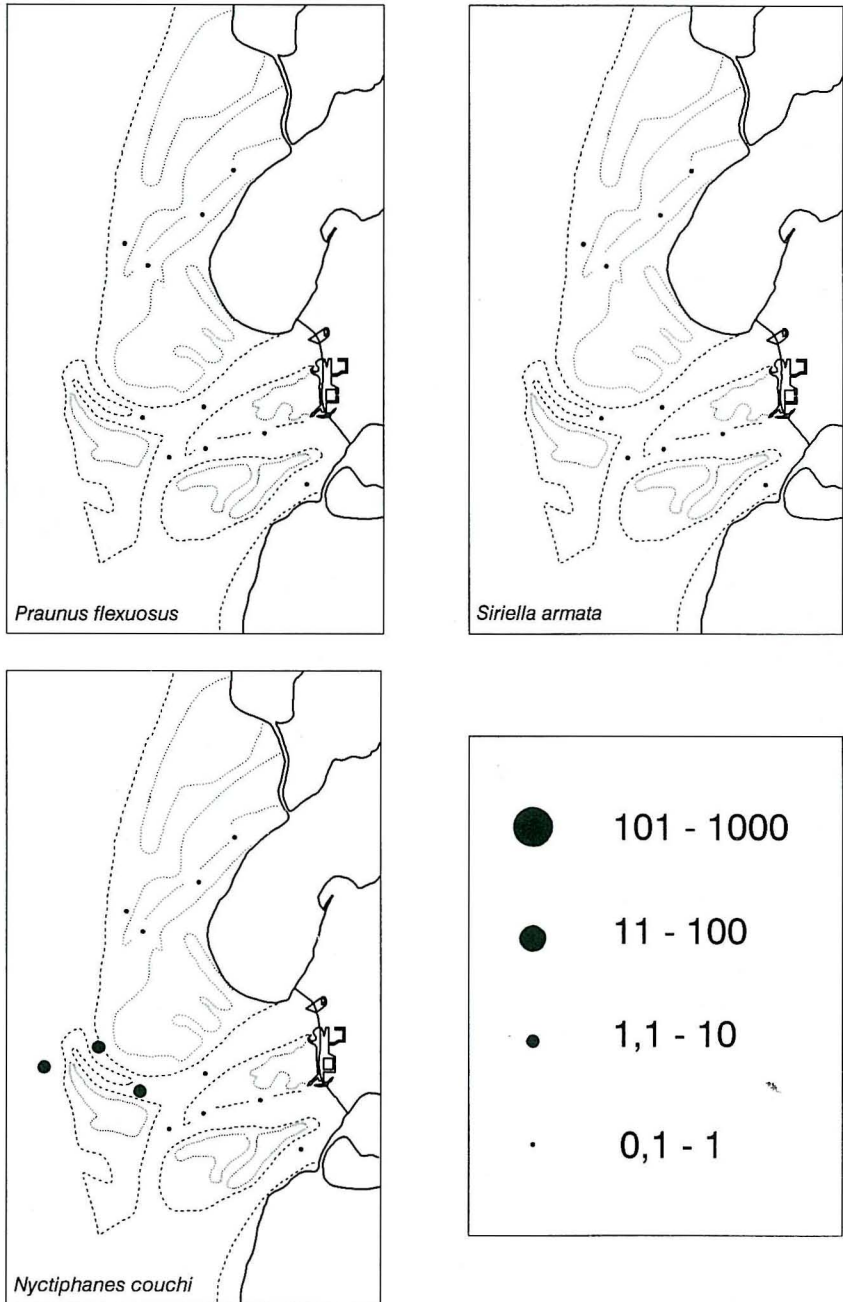 Praunus flexuosus
Siriella armata
Nyctiphanes couchi
101 - 1000
11 - 100
1,1 - 10
0,1 - 1